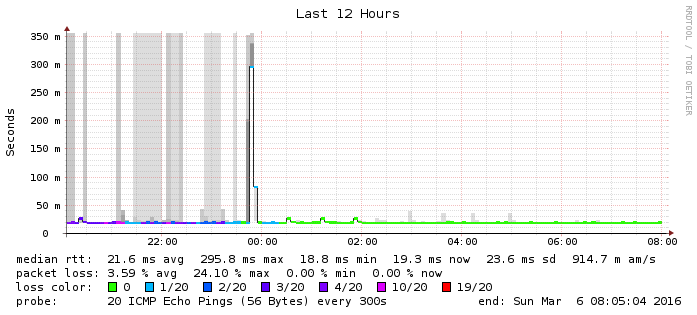 Last 12 Hours
RRDTOOL / TOBI OETIKER
Seconds
350 m
300 m
250 m
200 m
150 m
100 m
50 m
0
22:00 00:00 02:00 04:00 06:00 08:00
median rtt: 21.6 ms avg 295.8 ms max 18.8 ms min 19.3 ms now 23.6 ms sd 914.7 m am/s
packet loss: 3.59 % avg 24.10 % max 0.00 % min 0.00 % now
loss color: 0 1/20 2/20 3/20 4/20 10/20 19/20
probe: 20 ICMP Echo Pings (56 Bytes) every 300s end: Sun Mar 6 08:05:04 2016